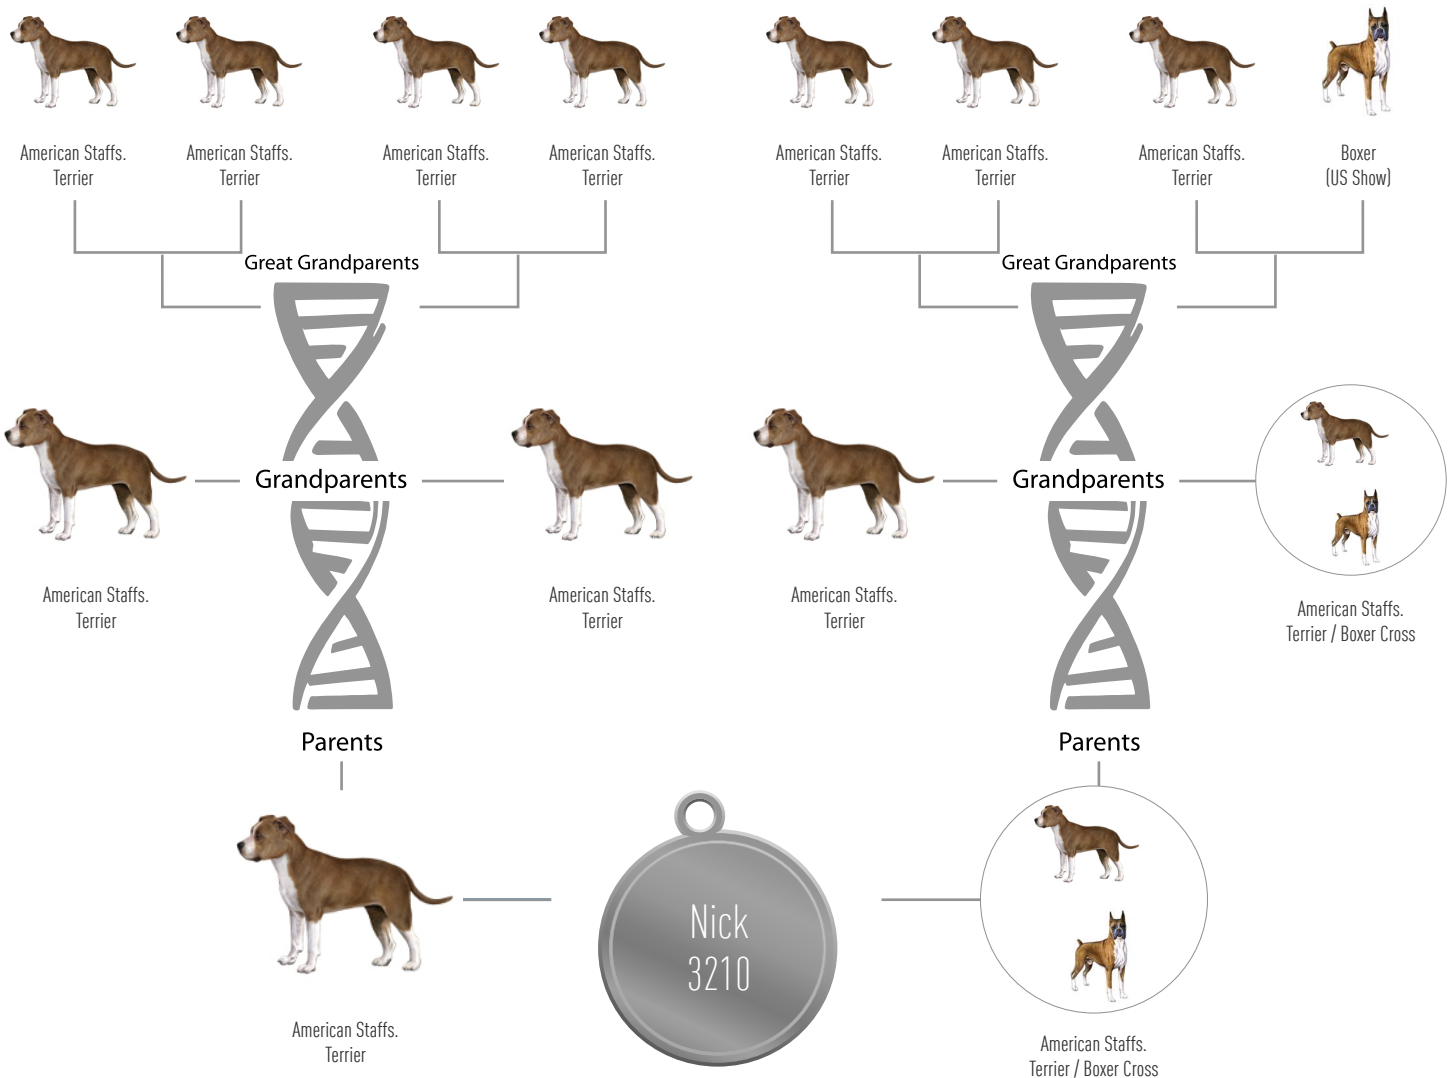 American Staffs.
Terrier
American Staffs.
Terrier
American Staffs.
Terrier
American Staffs.
Terrier
American Staffs.
Terrier
American Staffs.
Terrier
American Staffs.
Terrier
Boxer
(US Show)
Great Grandparents
Great Grandparents
Grandparents
Grandparents
American Staffs.
Terrier
American Staffs.
Terrier
American Staffs.
Terrier
American Staffs.
Terrier / Boxer Cross
Parents
Parents
Nick
3210
American Staffs.
Terrier
American Staffs.
Terrier / Boxer Cross